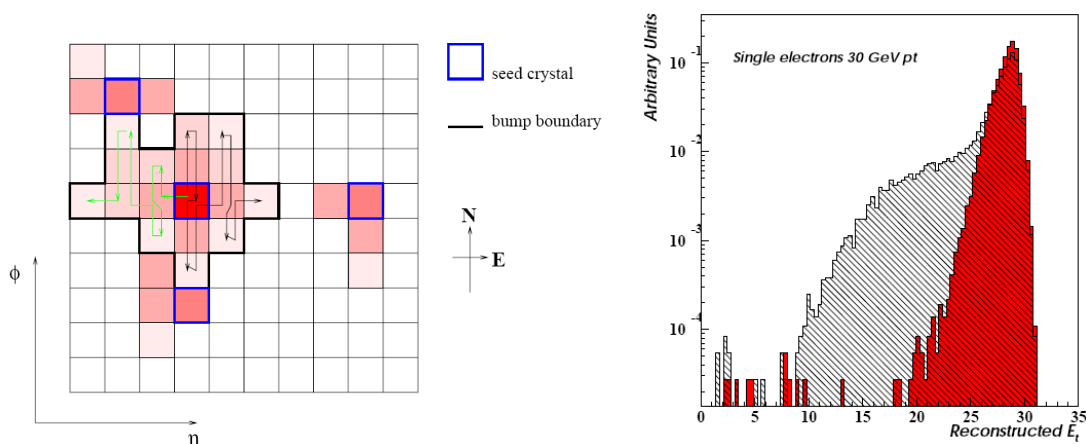 seed crystal
bump boundary
N
E
ϕ
η
Arbitrary Units
Single electrons 30 GeV pt
10⁻¹
10⁻²
10⁻³
10⁻⁴
0 5 10 15 20 25 30 35
Reconstructed Eₜ